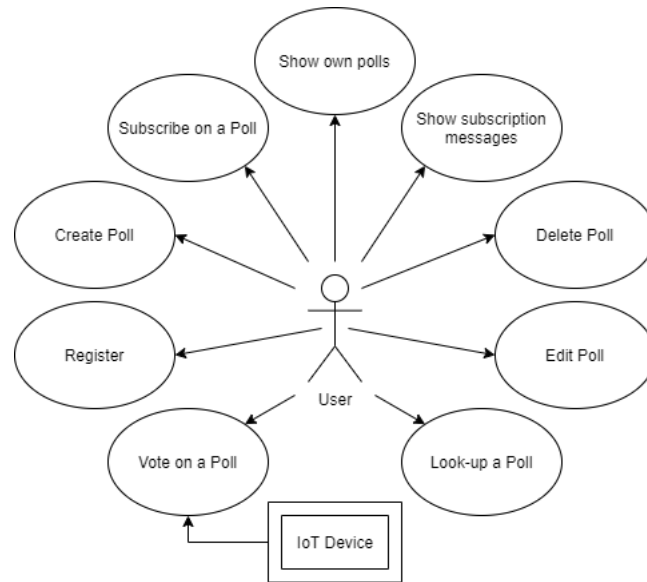 Show own polls
Subscribe on a Poll
Show subscription
messages
Create Poll
Delete Poll
Register
Edit Poll
User
Vote on a Poll
Look-up a Poll
IoT Device